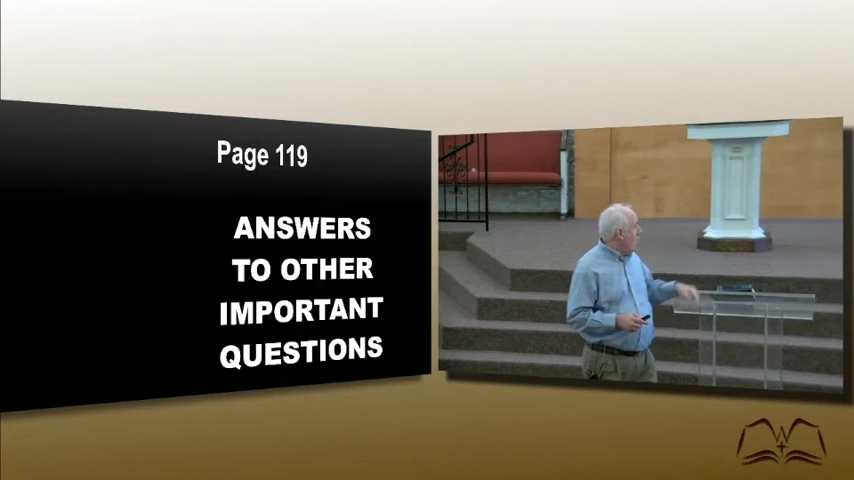 Page 119
ANSWERS
TO OTHER
IMPORTANT
QUESTIONS